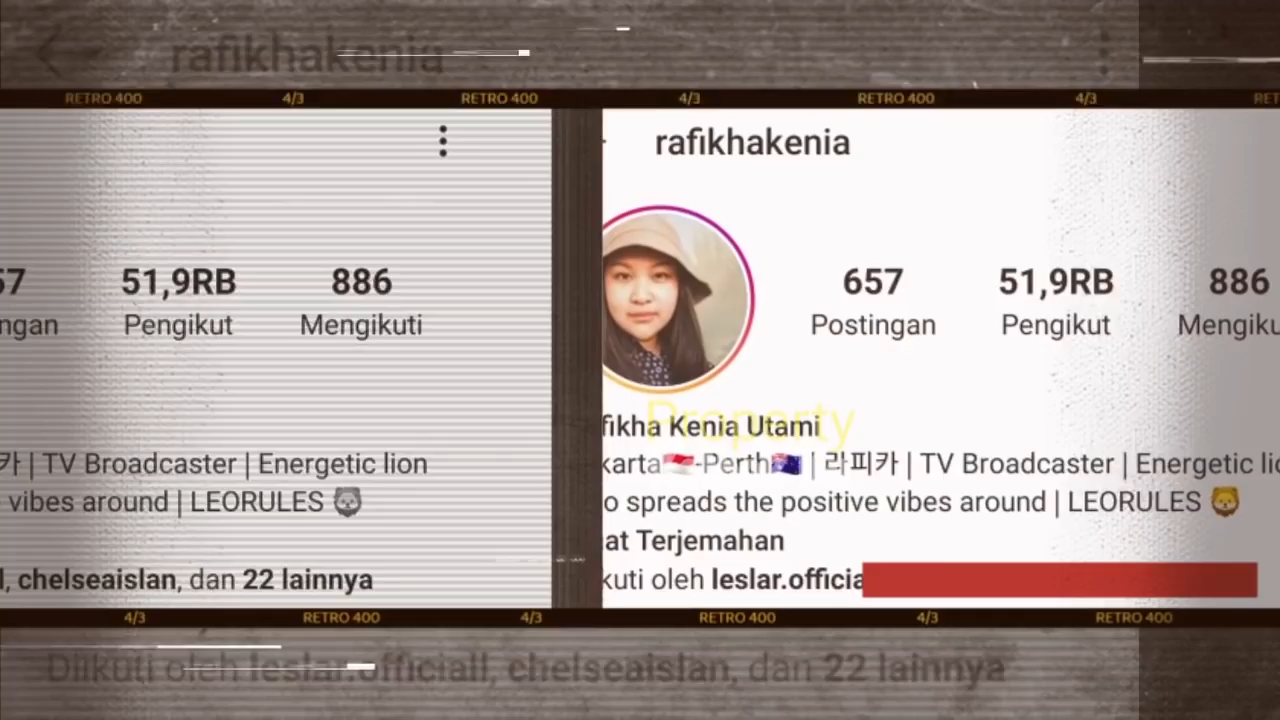 rafikhakenia
RETRO 400 4/3 RETRO 400 4/3 RETRO 400 4/3 RET
rafikhakenia
57 51,9RB 886
ngan Pengikut Mengikuti
657 51,9RB 886
Postingan Pengikut Mengiku
Property
fikha Kenia Utami
카 | TV Broadcaster | Energetic lion
karta🇮🇩-Perth🇦🇺 | 라피카 | TV Broadcaster | Energetic lio
vibes around | LEORULES 🦁
o spreads the positive vibes around | LEORULES 🦁
at Terjemahan
l, chelseaislan, dan 22 lainnya
kuti oleh leslar.officia
4/3 RETRO 400 4/3 RETRO 400 4/3 RETRO 400
Diikuti oleh leslar.officiall, chelseaislan, dan 22 lainnya